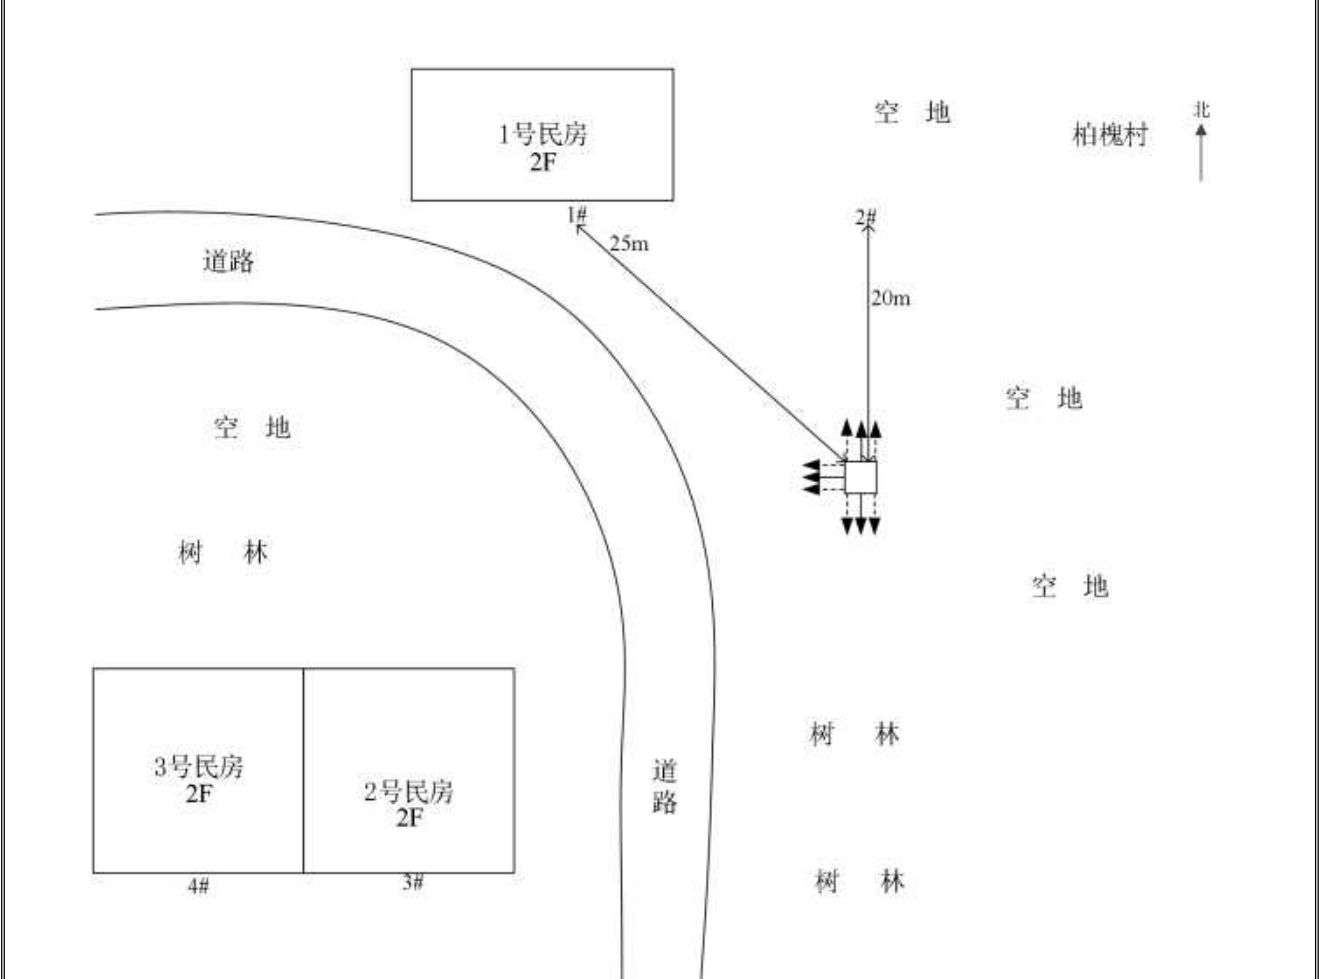 空 地
北
1号民房
2F
柏槐村
1#
2#
25m
道路
20m
空 地
空 地
树 林
空 地
树 林
3号民房
2F
2号民房
2F
道
路
4#
3#
树 林